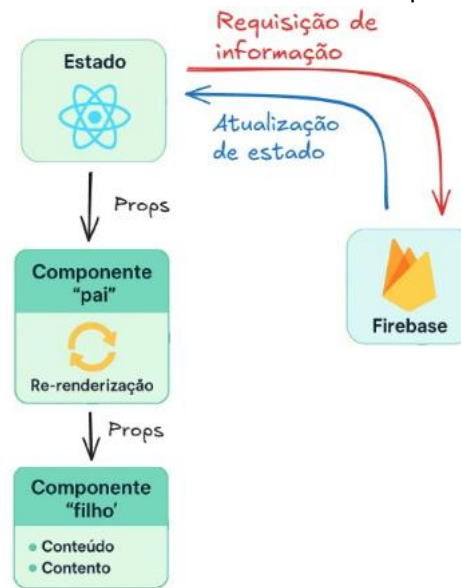 Requisição de
informação
Estado
Atualização
de estado
Props
Componente
"pai"
Re-renderização
Firebase
Props
Componente
"filho'
• Conteúdo
• Contento